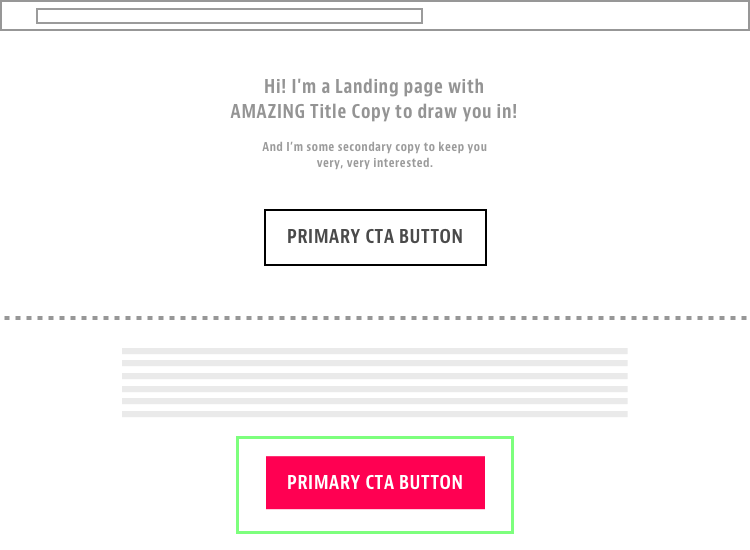 Hi! I'm a Landing page with
AMAZING Title Copy to draw you in!
And I'm some secondary copy to keep you
very, very interested.
PRIMARY CTA BUTTON
PRIMARY CTA BUTTON